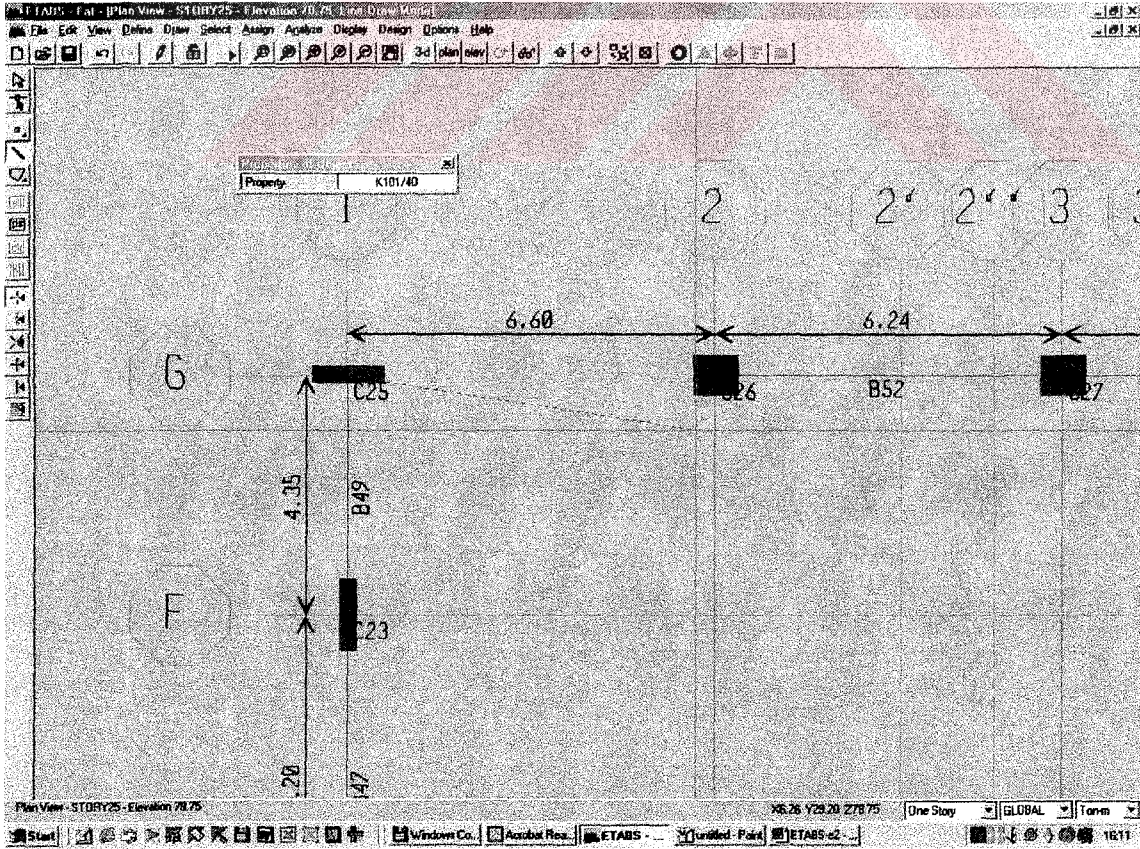 ETABS - Fat - [Plan View - STORY25 - Elevation 78.75 Line Draw Mode]
File Edit View Define Draw Select Assign Analyze Display Design Options Help
3-d plan elev
Property K101/40
1 2 2' 2'' 3
6.60 6.24
G
C25 C26 B52 C27
4.35
B49
F
C23
.20
B47
Plan View - STORY25 - Elevation 78.75 X6.26 Y29.20 Z78.75 One Story GLOBAL Ton-m
Start Windows Co... Acrobat Rea... ETABS - ... untitled - Paint ETABS-e2 - ... 16:11